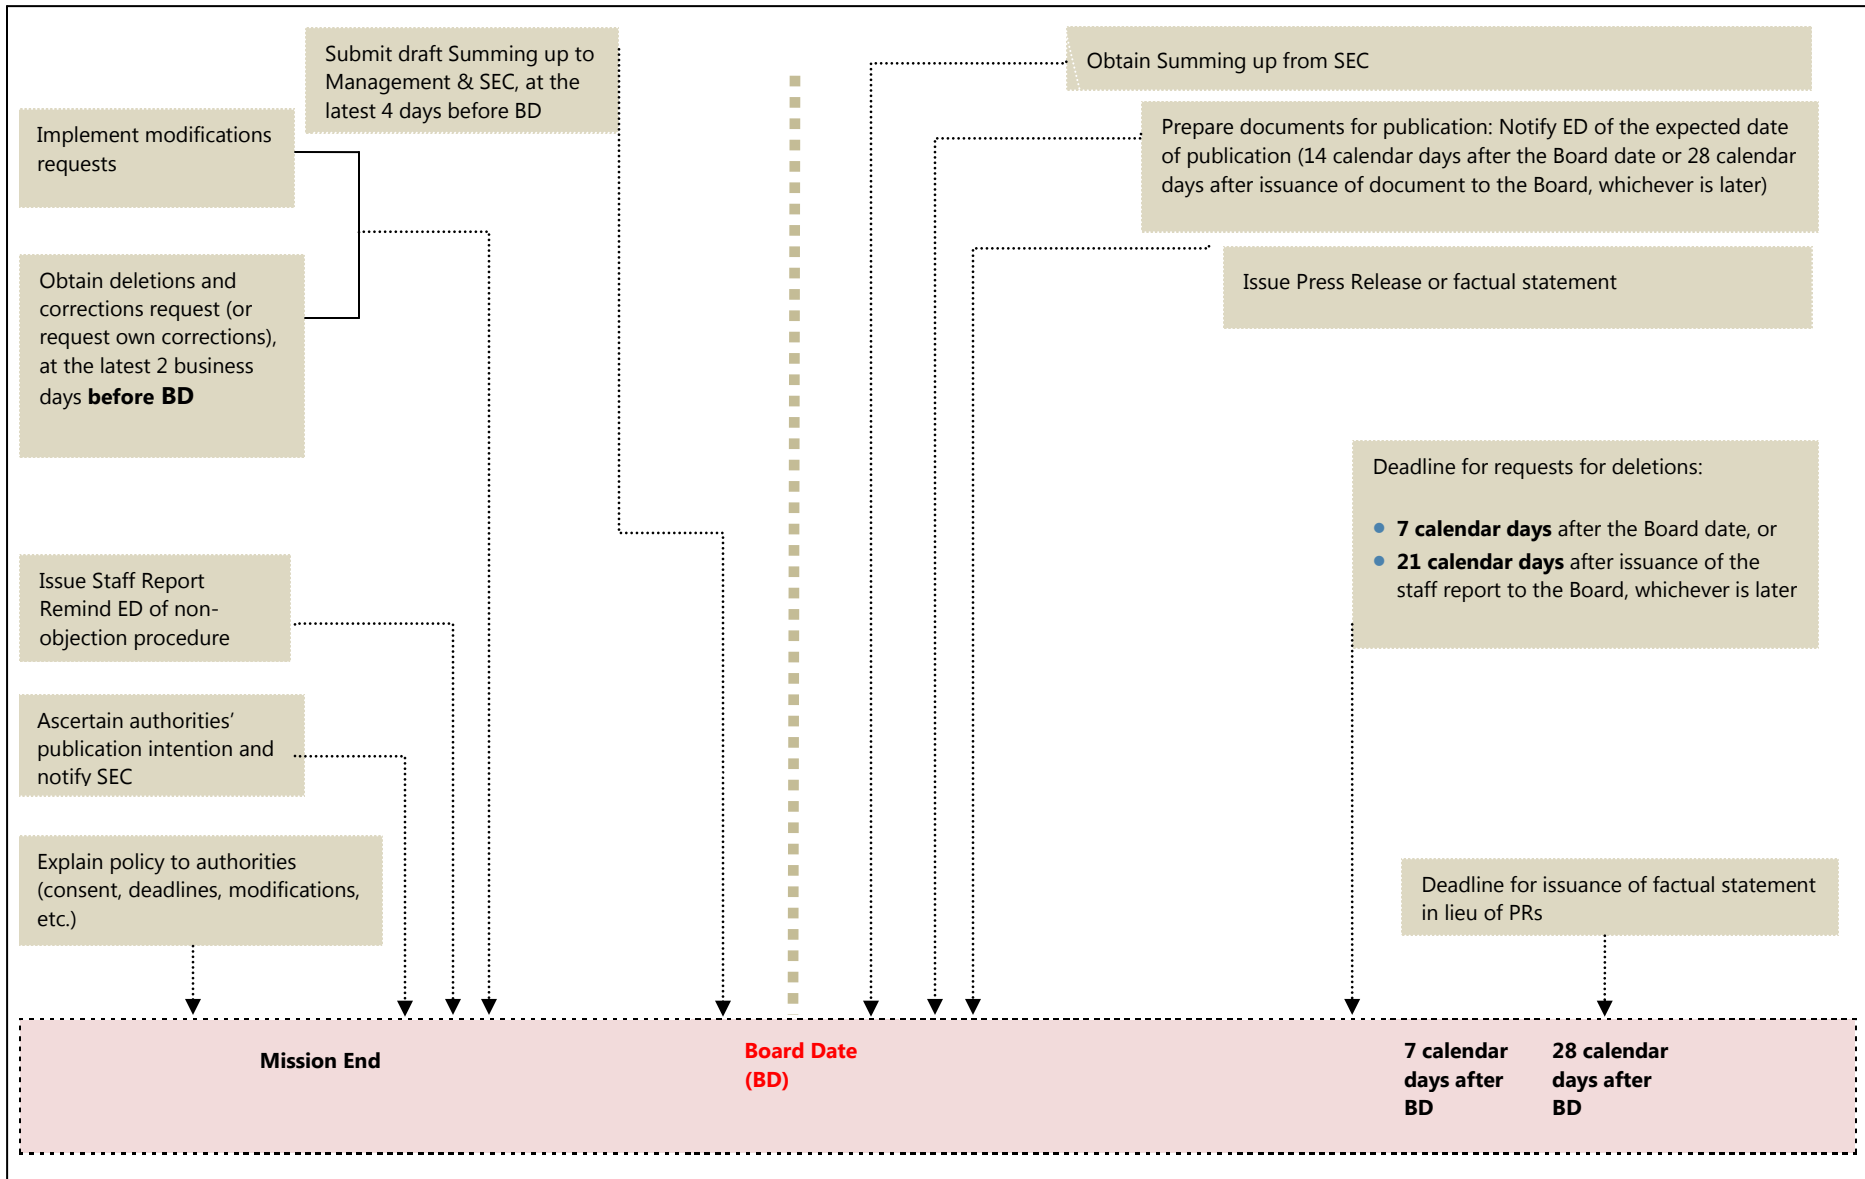 Submit draft Summing up to
Management & SEC, at the
latest 4 days before BD
Implement modifications
requests
Obtain deletions and
corrections request (or
request own corrections),
at the latest 2 business
days before BD
Issue Staff Report
Remind ED of non-
objection procedure
Ascertain authorities’
publication intention and
notify SEC
Explain policy to authorities
(consent, deadlines, modifications,
etc.)
Obtain Summing up from SEC
Prepare documents for publication: Notify ED of the expected date
of publication (14 calendar days after the Board date or 28 calendar
days after issuance of document to the Board, whichever is later)
Issue Press Release or factual statement
Deadline for requests for deletions:
• 7 calendar days after the Board date, or
• 21 calendar days after issuance of the
staff report to the Board, whichever is later
Deadline for issuance of factual statement
in lieu of PRs
Mission End
Board Date
(BD)
7 calendar
days after
BD
28 calendar
days after
BD